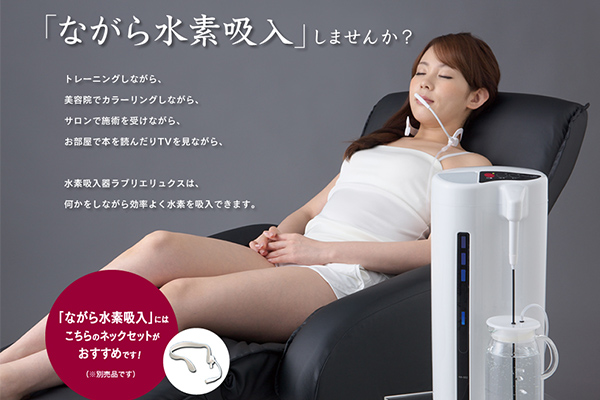 「ながら水素吸入」しませんか？
トレーニングしながら、
美容院でカラーリングしながら、
サロンで施術を受けながら、
お部屋で本を読んだりTVを見ながら、
水素吸入器ラブリエリュクスは、
何かをしながら効率よく水素を吸入できます。
「ながら水素吸入」には
こちらのネックセットが
おすすめです！
（※別売品です）